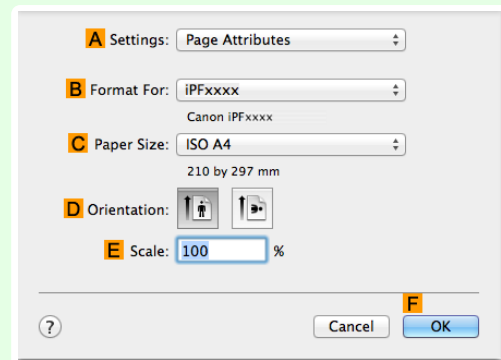 A Settings: Page Attributes
B Format For: iPFxxxx
Canon iPFxxxx
C Paper Size: ISO A4
210 by 297 mm
D Orientation:
E Scale: 100 %
F
? Cancel OK